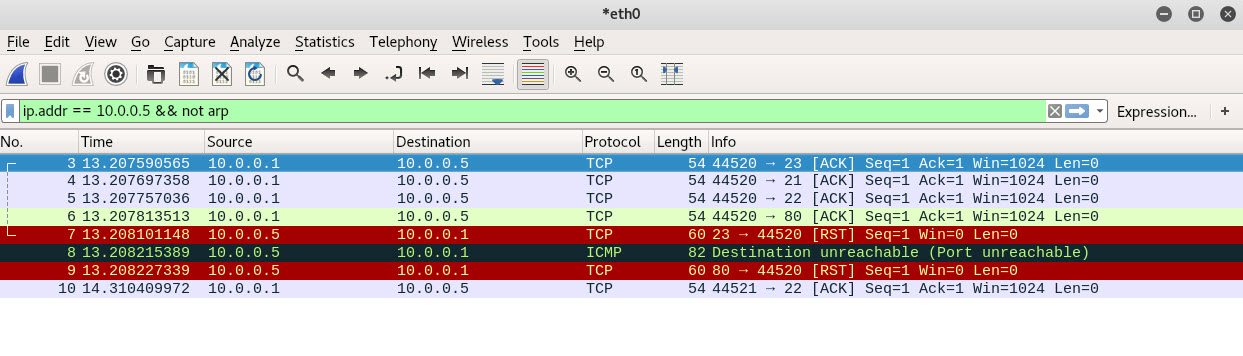 *eth0
File Edit View Go Capture Analyze Statistics Telephony Wireless Tools Help
ip.addr == 10.0.0.5 && not arp Expression… +
No. Time Source Destination Protocol Length Info
3 13.207590565 10.0.0.1 10.0.0.5 TCP 54 44520 → 23 [ACK] Seq=1 Ack=1 Win=1024 Len=0
4 13.207697358 10.0.0.1 10.0.0.5 TCP 54 44520 → 21 [ACK] Seq=1 Ack=1 Win=1024 Len=0
5 13.207757036 10.0.0.1 10.0.0.5 TCP 54 44520 → 22 [ACK] Seq=1 Ack=1 Win=1024 Len=0
6 13.207813513 10.0.0.1 10.0.0.5 TCP 54 44520 → 80 [ACK] Seq=1 Ack=1 Win=1024 Len=0
7 13.208101148 10.0.0.5 10.0.0.1 TCP 60 23 → 44520 [RST] Seq=1 Win=0 Len=0
8 13.208215389 10.0.0.5 10.0.0.1 ICMP 82 Destination unreachable (Port unreachable)
9 13.208227339 10.0.0.5 10.0.0.1 TCP 60 80 → 44520 [RST] Seq=1 Win=0 Len=0
10 14.310409972 10.0.0.1 10.0.0.5 TCP 54 44521 → 22 [ACK] Seq=1 Ack=1 Win=1024 Len=0